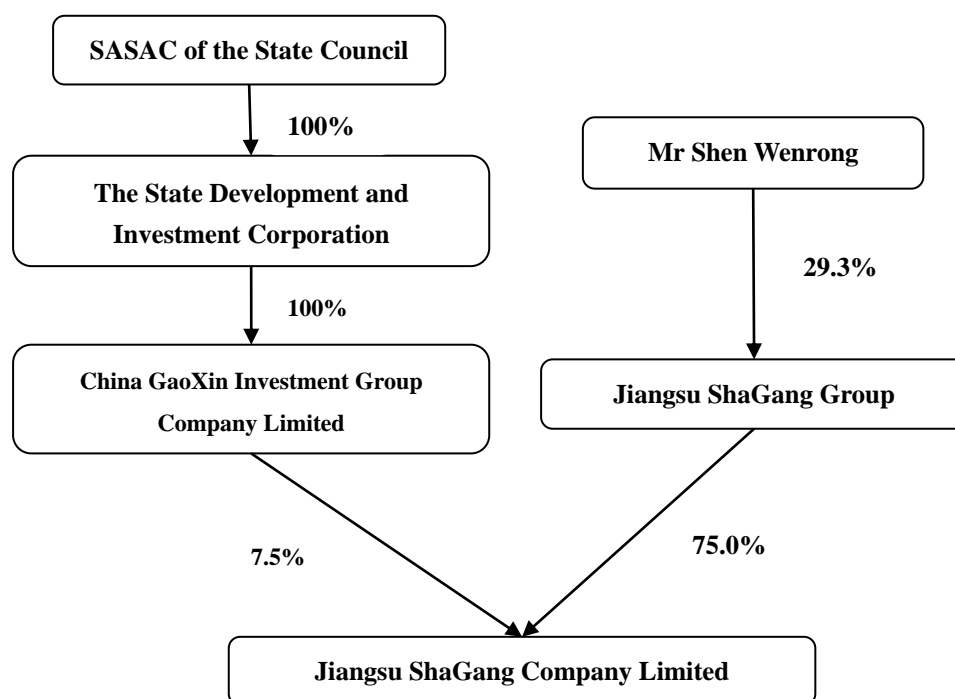 SASAC of the State Council
100%
Mr Shen Wenrong
The State Development and
Investment Corporation
29.3%
100%
China GaoXin Investment Group
Company Limited
Jiangsu ShaGang Group
7.5%
75.0%
Jiangsu ShaGang Company Limited